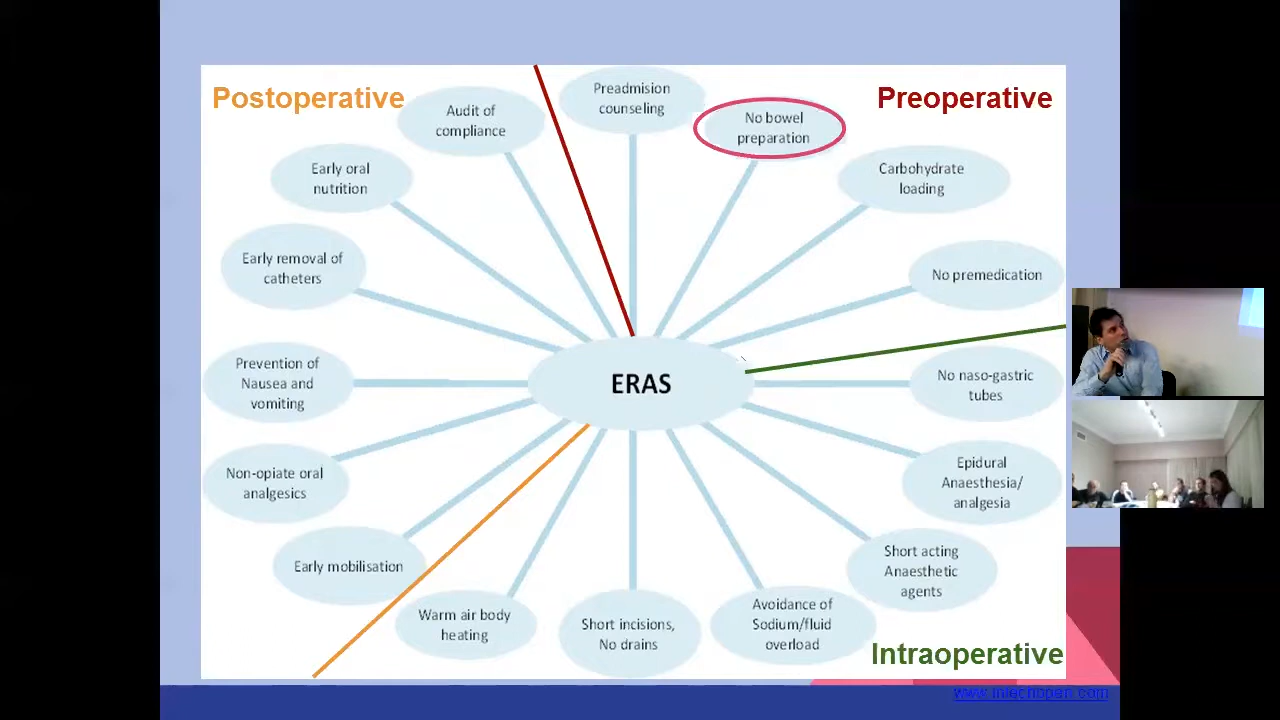 Postoperative
Preoperative
Preadmision
counseling
No bowel
preparation
Carbohydrate
loading
No premedication
No naso-gastric
tubes
Epidural
Anaesthesia/
analgesia
Short acting
Anaesthetic
agents
Avoidance of
Sodium/fluid
overload
Short incisions,
No drains
Warm air body
heating
Early mobilisation
Non-opiate oral
analgesics
Prevention of
Nausea and
vomiting
Early removal of
catheters
Early oral
nutrition
Audit of
compliance
ERAS
Intraoperative
www.intechopen.com